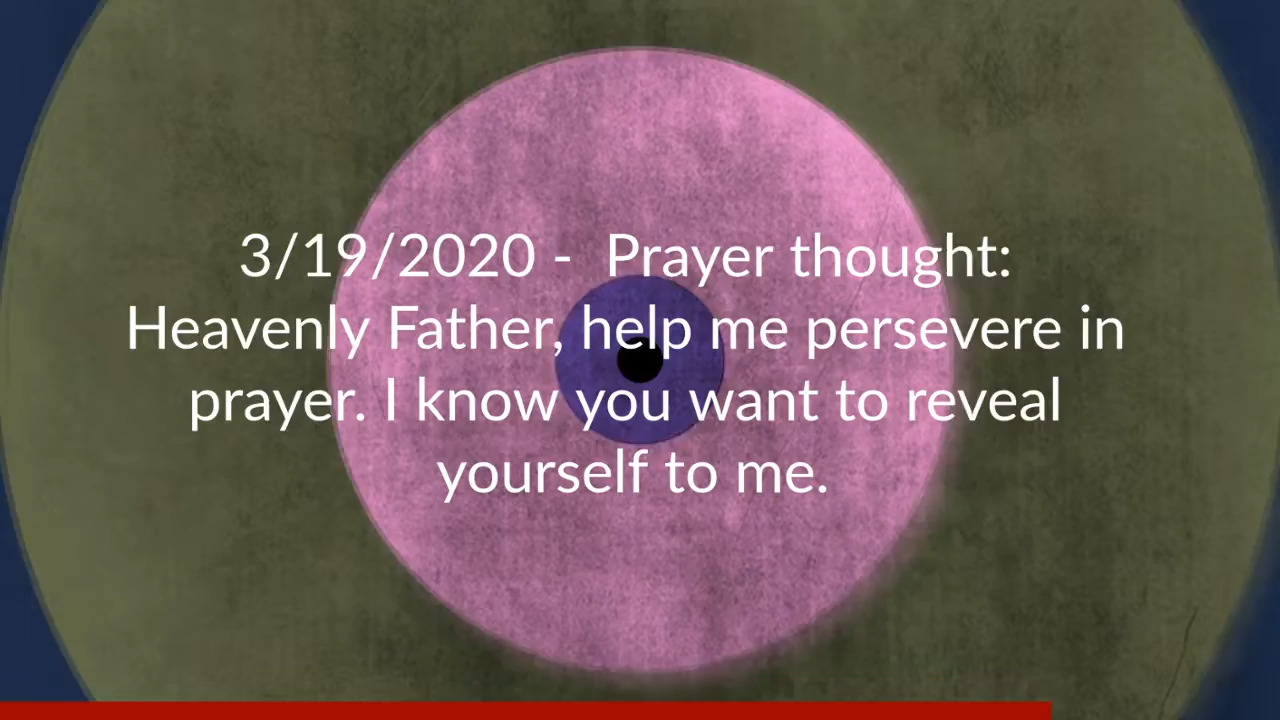 3/19/2020 -  Prayer thought:
Heavenly Father, help me persevere in
prayer. I know you want to reveal
yourself to me.